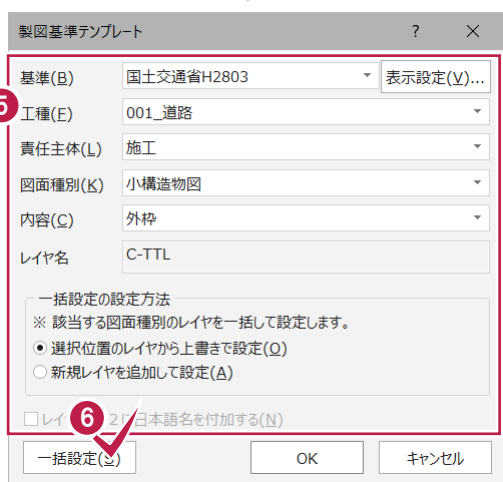 製図基準テンプレート ? ×
基準(B) 国土交通省H2803 表示設定(V)...
5
工種(F) 001_道路
責任主体(L) 施工
図面種別(K) 小構造物図
内容(C) 外枠
レイヤ名 C-TTL
一括設定の設定方法
※ 該当する図面種別のレイヤを一括して設定します。
選択位置のレイヤから上書きで設定(O)
新規レイヤを追加して設定(A)
6
レイ 2に日本語名を付加する(N)
一括設定( ) OK キャンセル